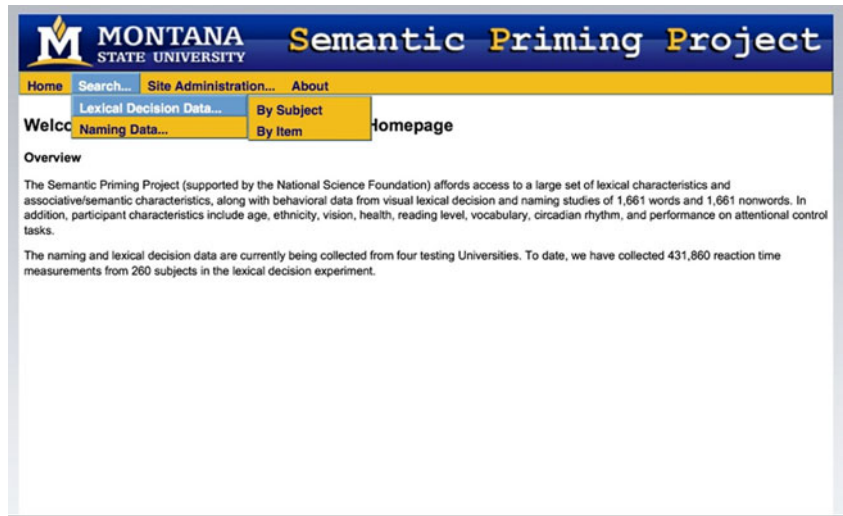 MONTANA
STATE UNIVERSITY
Semantic Priming Project
Home Search... Site Administration... About
Lexical Decision Data... By Subject
Naming Data... By Item
Welc Homepage
Overview
The Semantic Priming Project (supported by the National Science Foundation) affords access to a large set of lexical characteristics and
associative/semantic characteristics, along with behavioral data from visual lexical decision and naming studies of 1,661 words and 1,661 nonwords. In
addition, participant characteristics include age, ethnicity, vision, health, reading level, vocabulary, circadian rhythm, and performance on attentional control
tasks.
The naming and lexical decision data are currently being collected from four testing Universities. To date, we have collected 431,860 reaction time
measurements from 260 subjects in the lexical decision experiment.